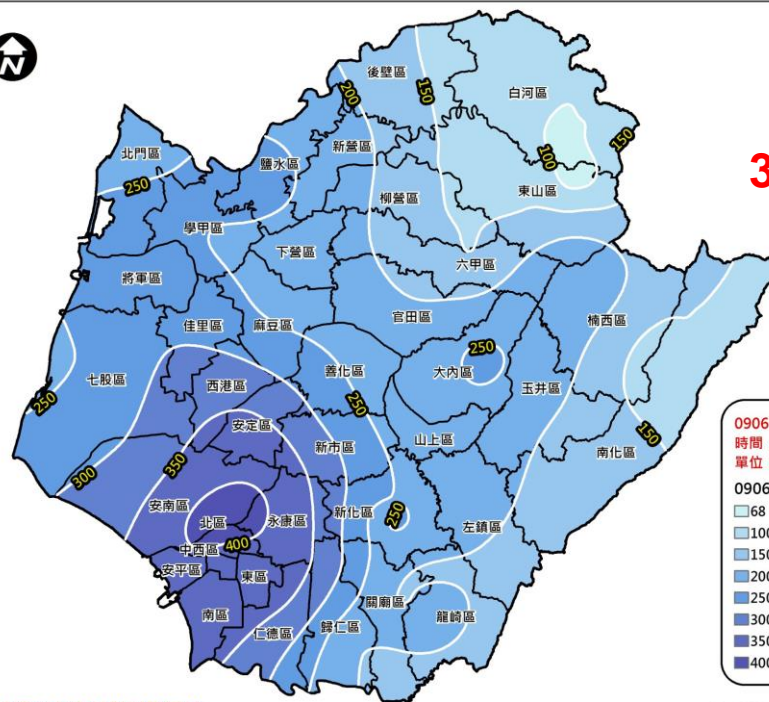 N
後壁區
白河區
200
150
150
北門區
鹽水區
新營區
100
3
250
柳營區
東山區
學甲區
下營區
六甲區
將軍區
佳里區
麻豆區
官田區
楠西區
七股區
西港區
善化區
大內區
250
玉井區
250
250
安定區
新市區
山上區
南化區
150
300
350
安南區
北區
永康區
新化區
250
左鎮區
中西區
400
安平區
東區
關廟區
南區
仁德區
歸仁區
龍崎區
0906
時間
單位
0906
68
100
150
200
250
300
350
400